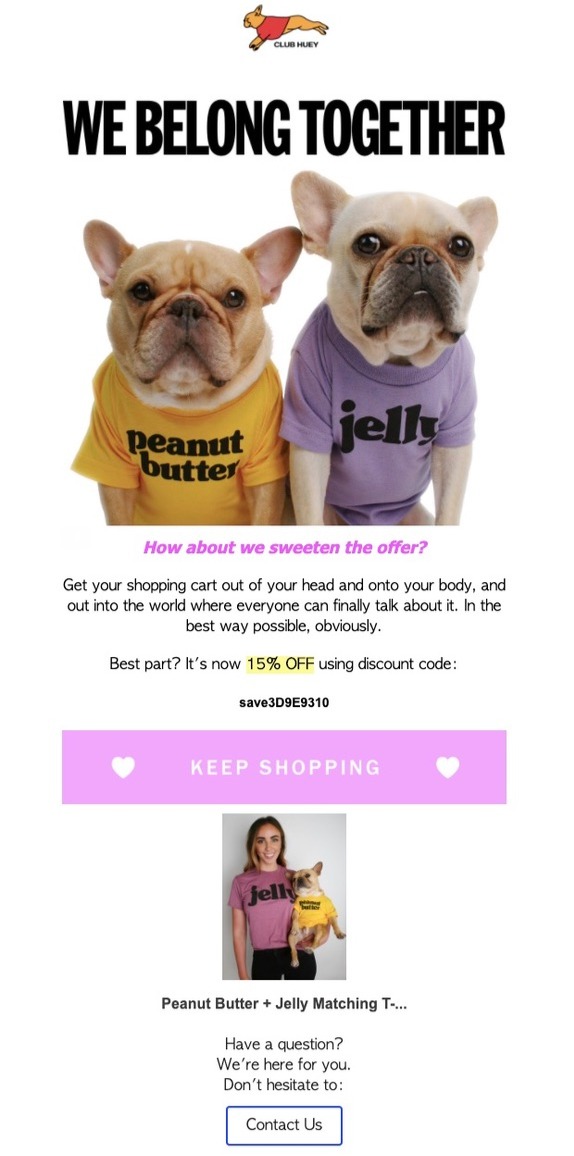 CLUB HUEY
WE BELONG TOGETHER
peanut
butter
jelly
How about we sweeten the offer?
Get your shopping cart out of your head and onto your body, and
out into the world where everyone can finally talk about it. In the
best way possible, obviously.
Best part? It's now 15% OFF using discount code:
save3D9E9310
KEEP SHOPPING
jelly
peanut
butter
Peanut Butter + Jelly Matching T-...
Have a question?
We're here for you.
Don't hesitate to:
Contact Us